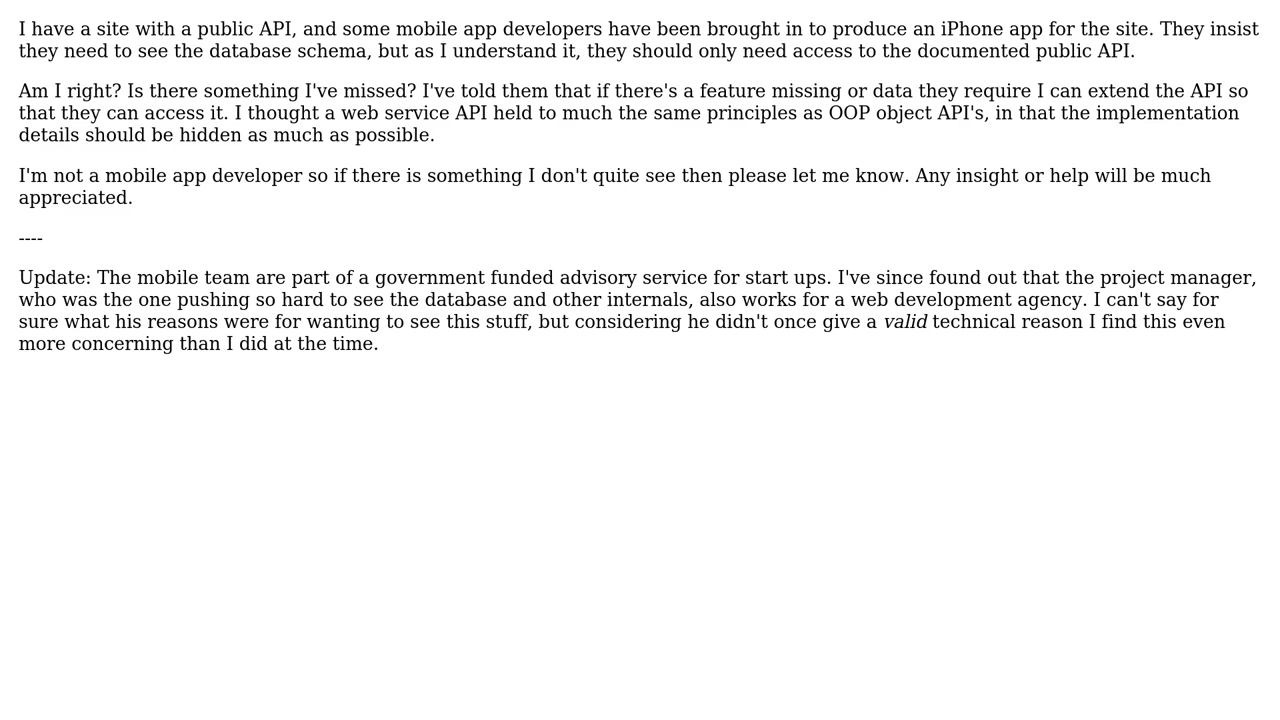 I have a site with a public API, and some mobile app developers have been brought in to produce an iPhone app for the site. They insist
they need to see the database schema, but as I understand it, they should only need access to the documented public API.
Am I right? Is there something I've missed? I've told them that if there's a feature missing or data they require I can extend the API so
that they can access it. I thought a web service API held to much the same principles as OOP object API's, in that the implementation
details should be hidden as much as possible.
I'm not a mobile app developer so if there is something I don't quite see then please let me know. Any insight or help will be much
appreciated.
----
Update: The mobile team are part of a government funded advisory service for start ups. I've since found out that the project manager,
who was the one pushing so hard to see the database and other internals, also works for a web development agency. I can't say for
sure what his reasons were for wanting to see this stuff, but considering he didn't once give a valid technical reason I find this even
more concerning than I did at the time.